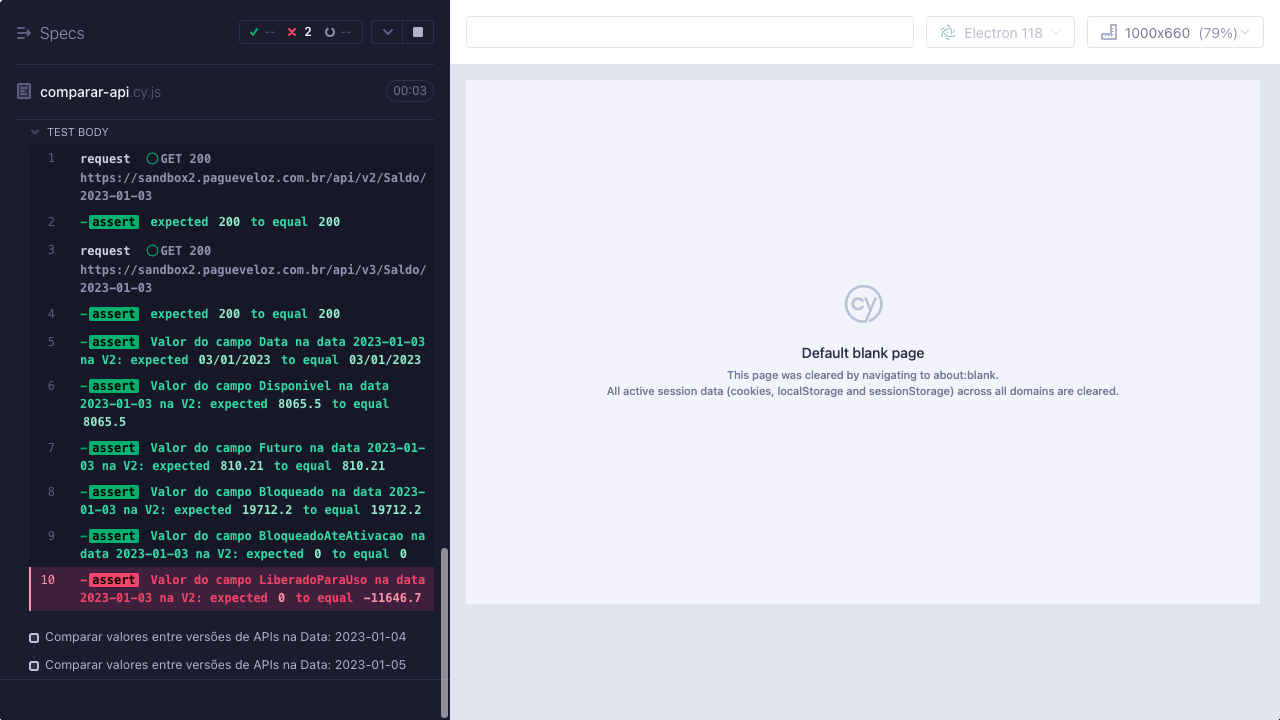 Specs
-- 2 --
comparar-api.cy.js
00:03
TEST BODY
1 request GET 200
https://sandbox2.pagueveloz.com.br/api/v2/Saldo/
2023-01-03
2 -assert expected 200 to equal 200
3 request GET 200
https://sandbox2.pagueveloz.com.br/api/v3/Saldo/
2023-01-03
4 -assert expected 200 to equal 200
5 -assert Valor do campo Data na data 2023-01-03
na V2: expected 03/01/2023 to equal 03/01/2023
6 -assert Valor do campo Disponivel na data
2023-01-03 na V2: expected 8065.5 to equal
8065.5
7 -assert Valor do campo Futuro na data 2023-01-
03 na V2: expected 810.21 to equal 810.21
8 -assert Valor do campo Bloqueado na data 2023-
01-03 na V2: expected 19712.2 to equal 19712.2
9 -assert Valor do campo BloqueadoAteAtivacao na
data 2023-01-03 na V2: expected 0 to equal 0
10 -assert Valor do campo LiberadoParaUso na data
2023-01-03 na V2: expected 0 to equal -11646.7
Comparar valores entre versões de APIs na Data: 2023-01-04
Comparar valores entre versões de APIs na Data: 2023-01-05
Electron 118
1000x660 (79%)
cy
Default blank page
This page was cleared by navigating to about:blank.
All active session data (cookies, localStorage and sessionStorage) across all domains are cleared.